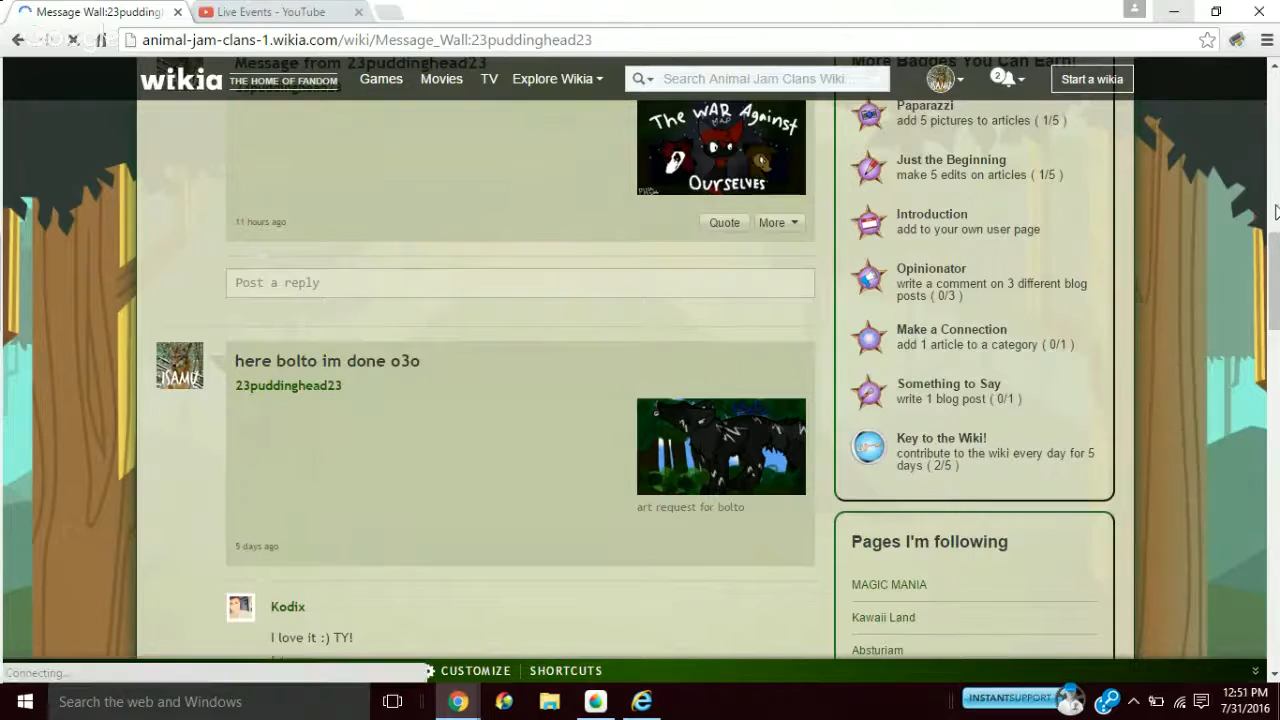 Message Wall:23pudding
Live Events - YouTube
animal-jam-clans-1.wikia.com/wiki/Message_Wall:23puddinghead23
wikia THE HOME OF FANDOM
Games Movies TV Explore Wikia
Search Animal Jam Clans Wiki...
2
Start a wikia
Message from 23puddinghead23
The WAR Against
MAP
OURSELVES
11 hours ago
Quote
More
Post a reply
ISAMU
here bolto im done o3o
23puddinghead23
art request for bolto
5 days ago
Kodix
I love it :) TY!
More Badges You Can Earn!
Paparazzi
add 5 pictures to articles ( 1/5 )
Just the Beginning
make 5 edits on articles ( 1/5 )
Introduction
add to your own user page
Opinionator
write a comment on 3 different blog
posts ( 0/3 )
Make a Connection
add 1 article to a category ( 0/1 )
Something to Say
write 1 blog post ( 0/1 )
Key to the Wiki!
contribute to the wiki every day for 5
days ( 2/5 )
Pages I'm following
MAGIC MANIA
Kawaii Land
Absturiam
Connecting...
CUSTOMIZE SHORTCUTS
Search the web and Windows
INSTANTSUPPORT
12:51 PM
7/31/2016